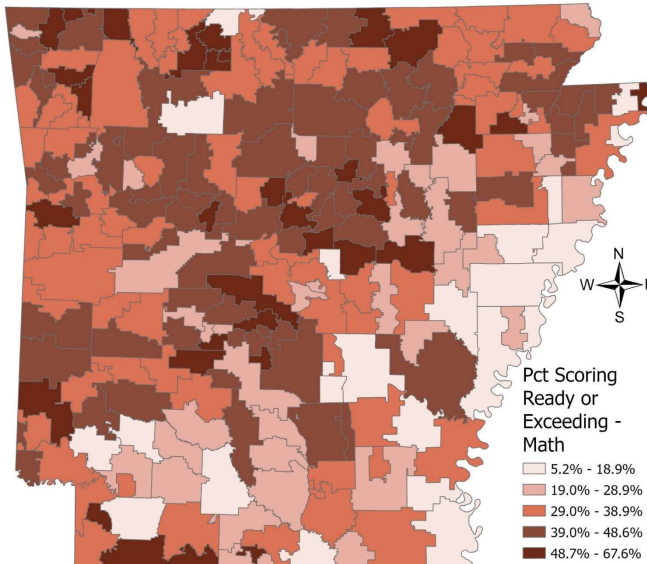 N
W
E
S
Pct Scoring
Ready or
Exceeding -
Math
5.2% - 18.9%
19.0% - 28.9%
29.0% - 38.9%
39.0% - 48.6%
48.7% - 67.6%